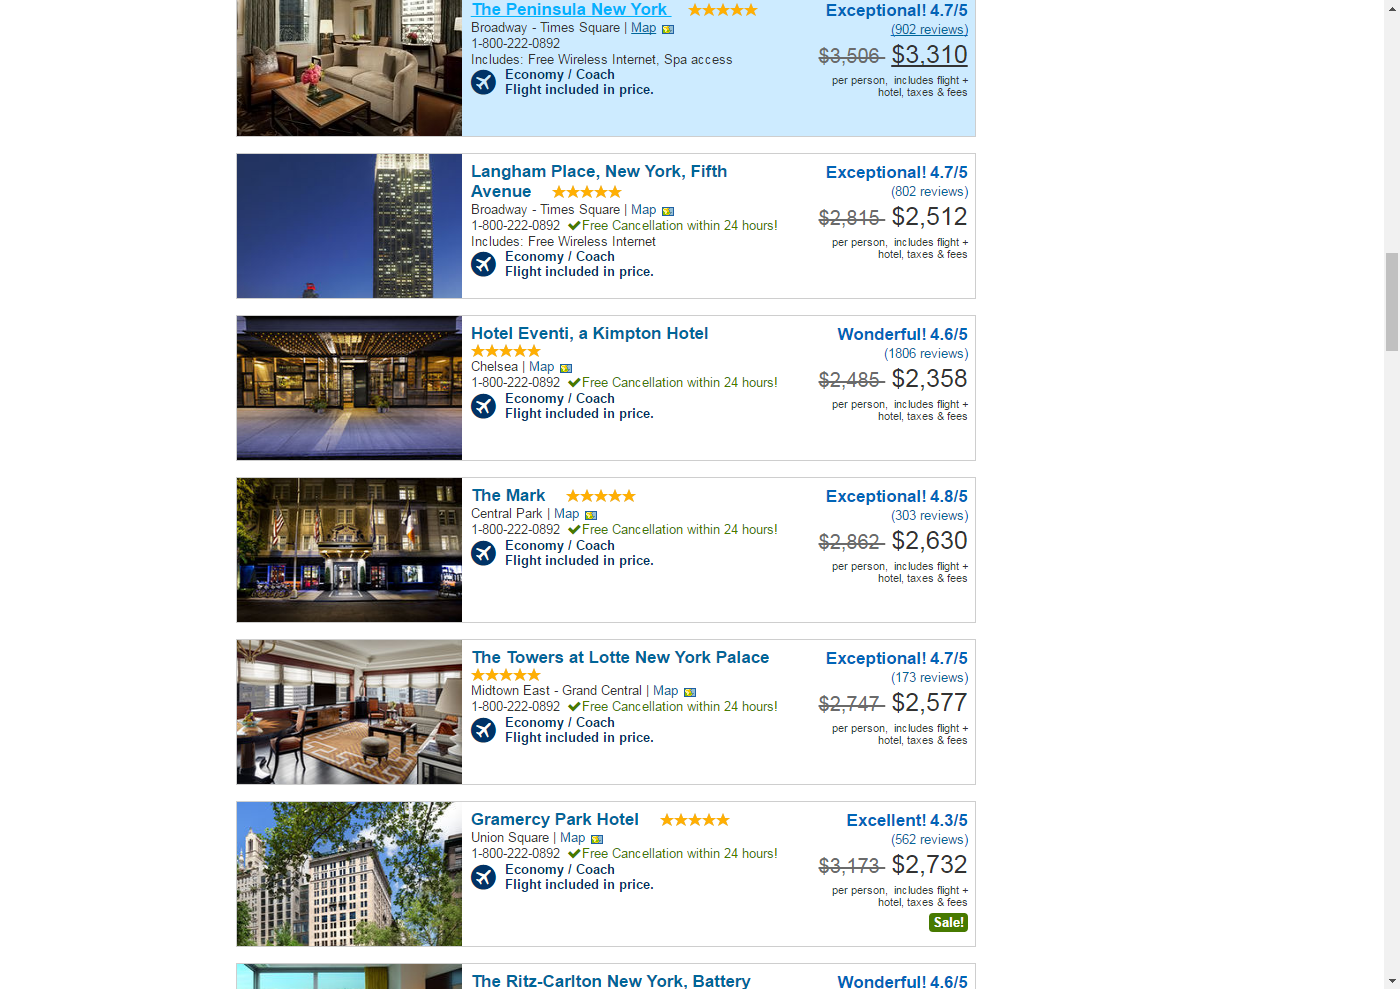 The Peninsula New York
Exceptional! 4.7/5
Broadway - Times Square | Map
(902 reviews)
1-800-222-0892
$3,506 $3,310
Includes: Free Wireless Internet, Spa access
Economy / Coach
Flight included in price.
per person, includes flight +
hotel, taxes & fees
Langham Place, New York, Fifth
Avenue
Exceptional! 4.7/5
(802 reviews)
Broadway - Times Square | Map
1-800-222-0892 Free Cancellation within 24 hours!
$2,815 $2,512
Includes: Free Wireless Internet
Economy / Coach
Flight included in price.
per person, includes flight +
hotel, taxes & fees
Hotel Eventi, a Kimpton Hotel
Wonderful! 4.6/5
(1806 reviews)
Chelsea | Map
1-800-222-0892 Free Cancellation within 24 hours!
$2,485 $2,358
Economy / Coach
Flight included in price.
per person, includes flight +
hotel, taxes & fees
The Mark
Exceptional! 4.8/5
Central Park | Map
(303 reviews)
1-800-222-0892 Free Cancellation within 24 hours!
$2,862 $2,630
Economy / Coach
Flight included in price.
per person, includes flight +
hotel, taxes & fees
The Towers at Lotte New York Palace
Exceptional! 4.7/5
(173 reviews)
Midtown East - Grand Central | Map
1-800-222-0892 Free Cancellation within 24 hours!
$2,747 $2,577
Economy / Coach
Flight included in price.
per person, includes flight +
hotel, taxes & fees
Gramercy Park Hotel
Excellent! 4.3/5
Union Square | Map
(562 reviews)
1-800-222-0892 Free Cancellation within 24 hours!
$3,173 $2,732
Economy / Coach
Flight included in price.
per person, includes flight +
hotel, taxes & fees
Sale!
The Ritz-Carlton New York, Battery
Wonderful! 4.6/5